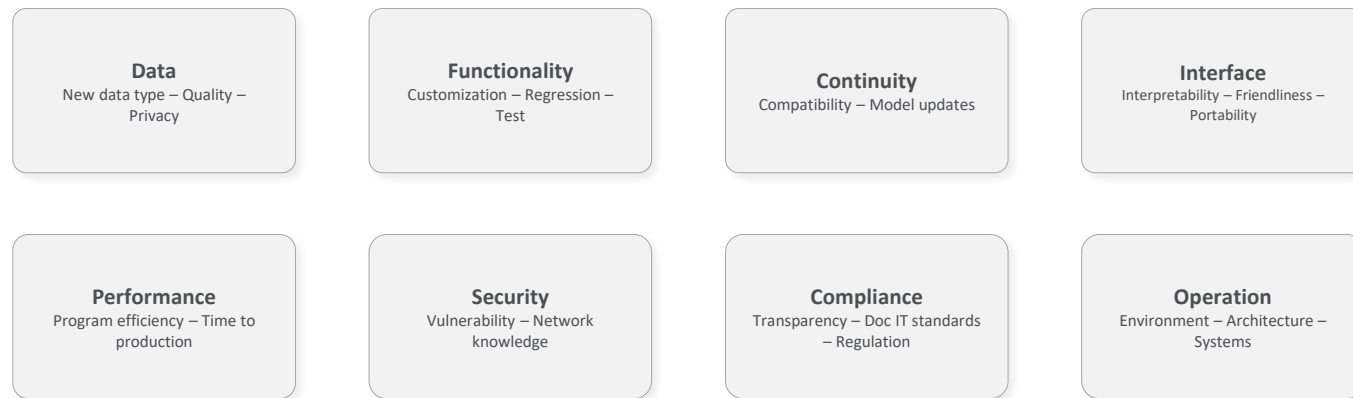 Data
New data type – Quality –
Privacy
Functionality
Customization – Regression –
Test
Continuity
Compatibility – Model updates
Interface
Interpretability – Friendliness –
Portability
Performance
Program efficiency – Time to
production
Security
Vulnerability – Network
knowledge
Compliance
Transparency – Doc IT standards
– Regulation
Operation
Environment – Architecture –
Systems